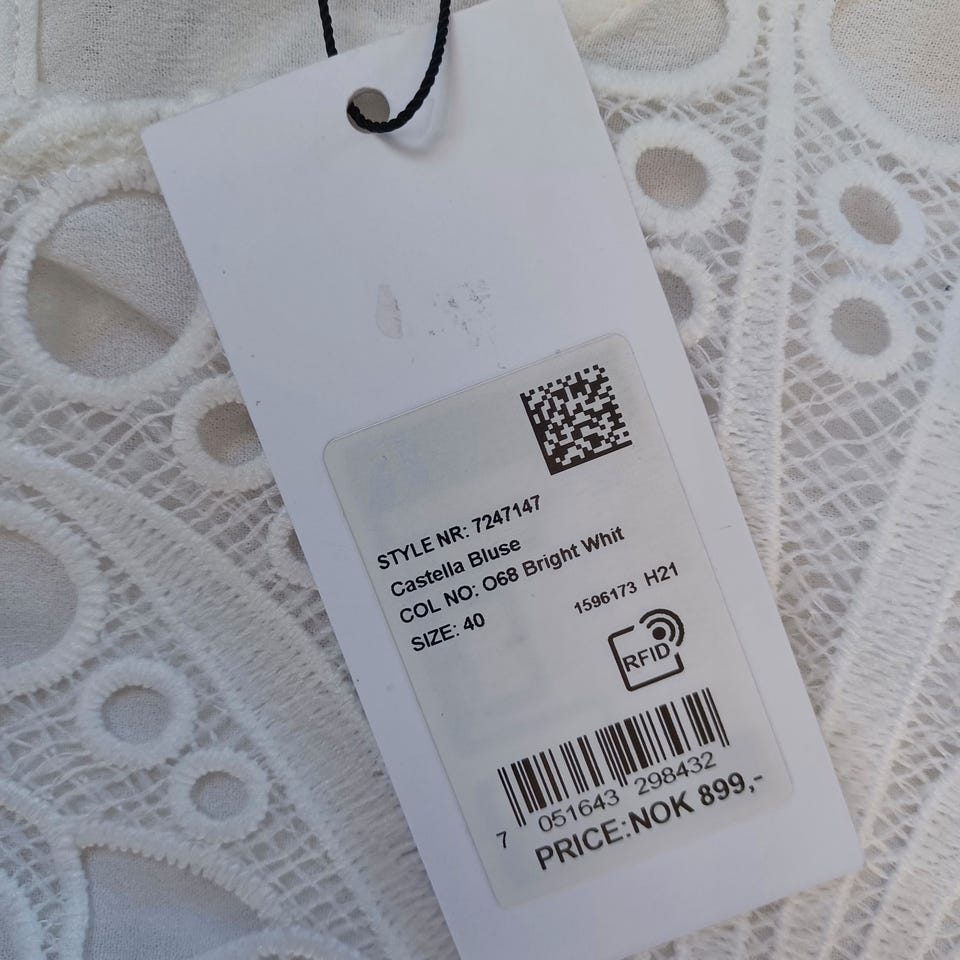 STYLE NR: 7247147
Castella Bluse
COL NO: O68 Bright Whit
SIZE: 40
1596173 H21
RFID
7 051643 298432
PRICE:NOK 899,-